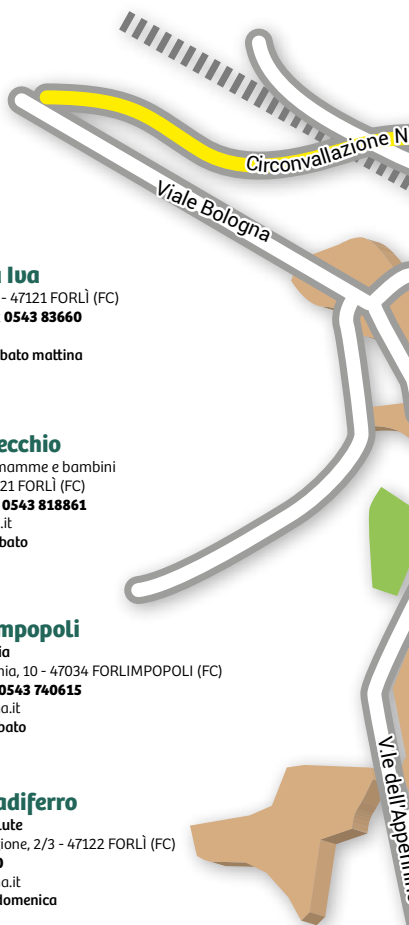 Circonvallazione N
Viale Bologna
Iva
- 47121 FORLÌ (FC)
0543 83660
bato mattina
ecchio
mamme e bambini
21 FORLÌ (FC)
0543 818861
.it
bato
mpopoli
ia
nia, 10 - 47034 FORLIMPOPOLI (FC)
0543 740615
a.it
bato
adiferro
lute
ione, 2/3 - 47122 FORLÌ (FC)
0
a.it
domenica
V.le dell'Appennino